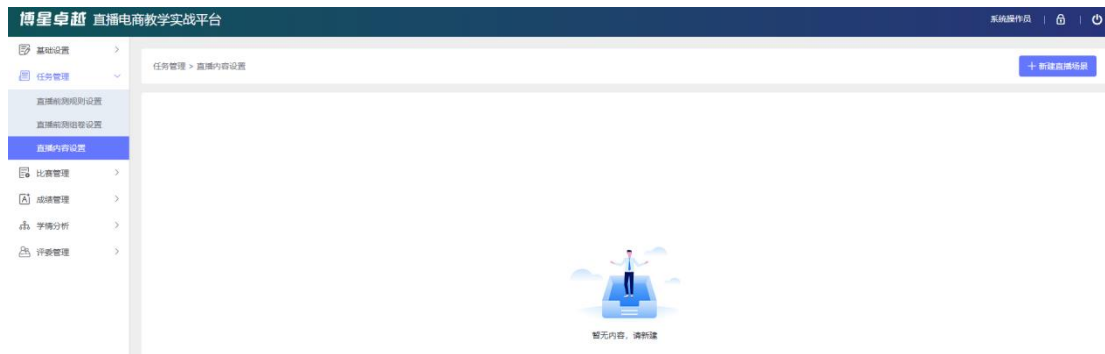 博星卓越 直播电商教学实战平台
系统操作员
基础设置
任务管理
直播前测规则设置
直播前测组卷设置
直播内容设置
比赛管理
成绩管理
学情分析
评委管理
任务管理 > 直播内容设置
+ 新建直播场景
暂无内容，请新建